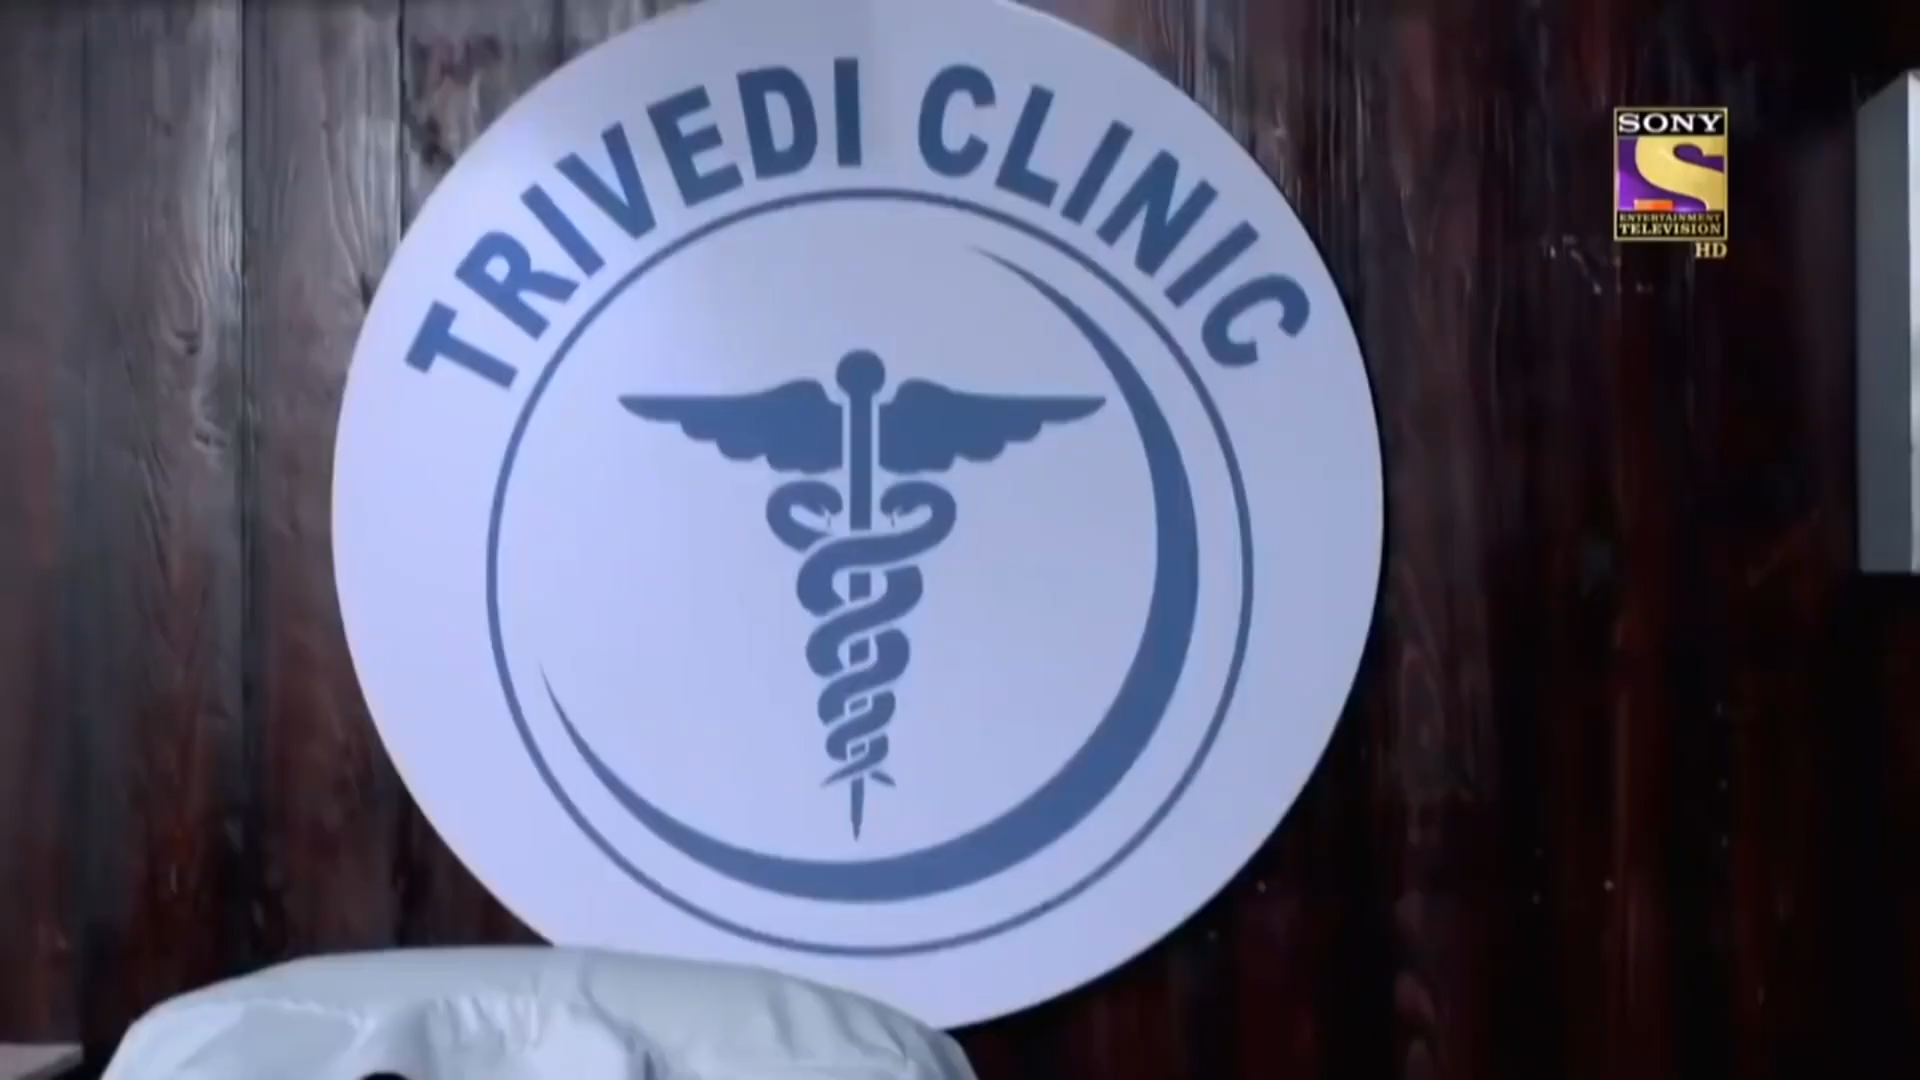 TRIVEDI CLINIC
SONY
ENTERTAINMENT
TELEVISION
HD